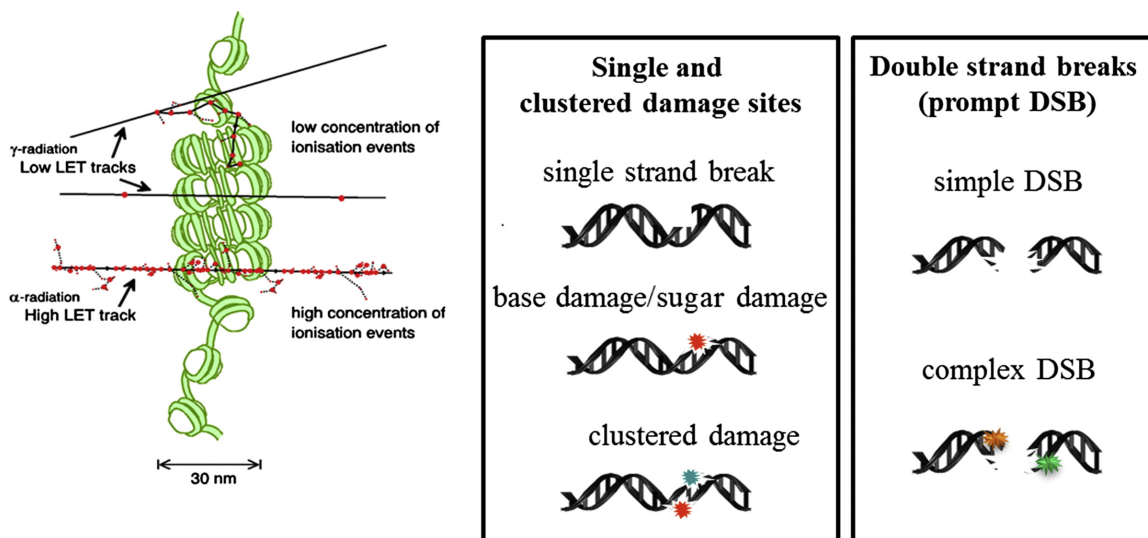 γ-radiation
Low LET tracks
low concentration of
ionisation events
α-radiation
High LET track
high concentration of
ionisation events
30 nm
Single and
clustered damage sites
single strand break
base damage/sugar damage
clustered damage
Double strand breaks
(prompt DSB)
simple DSB
complex DSB